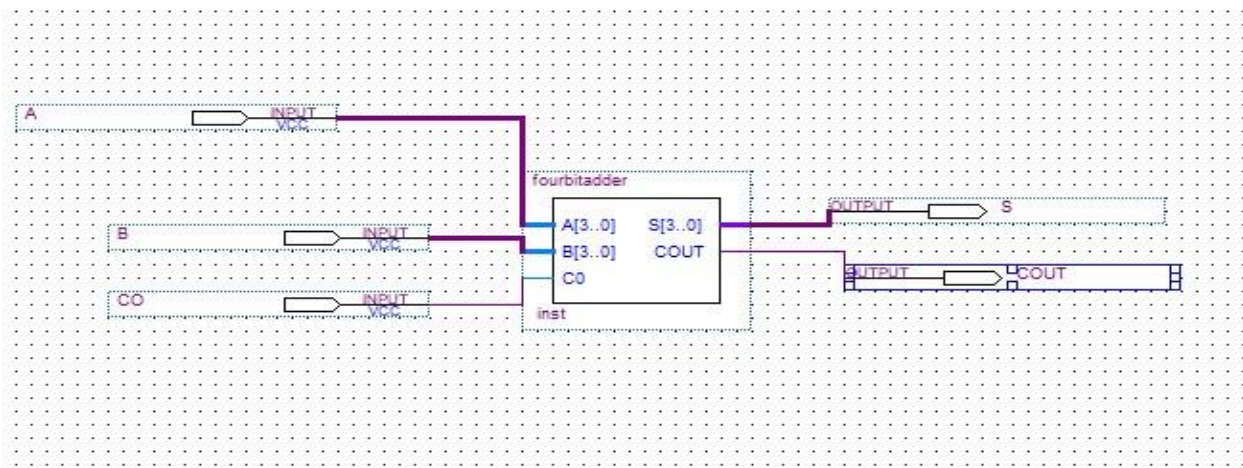 A
INPUT
VCC
fourbitadder
OUTPUT
S
A[3..0]
S[3..0]
B
INPUT
VCC
B[3..0]
COUT
OUTPUT
COUT
C0
CO
INPUT
VCC
inst